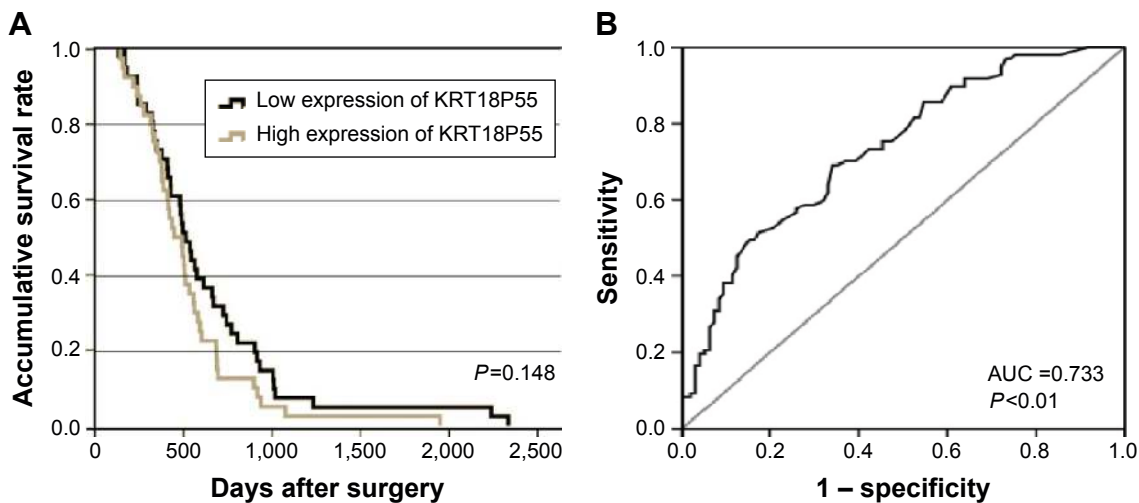 A
Accumulative survival rate
1.0
0.8
0.6
0.4
0.2
0.0
Low expression of KRT18P55
High expression of KRT18P55
P=0.148
0 500 1,000 1,500 2,000 2,500
Days after surgery
B
Sensitivity
1.0
0.8
0.6
0.4
0.2
0.0
AUC =0.733
P<0.01
0.0 0.2 0.4 0.6 0.8 1.0
1 – specificity